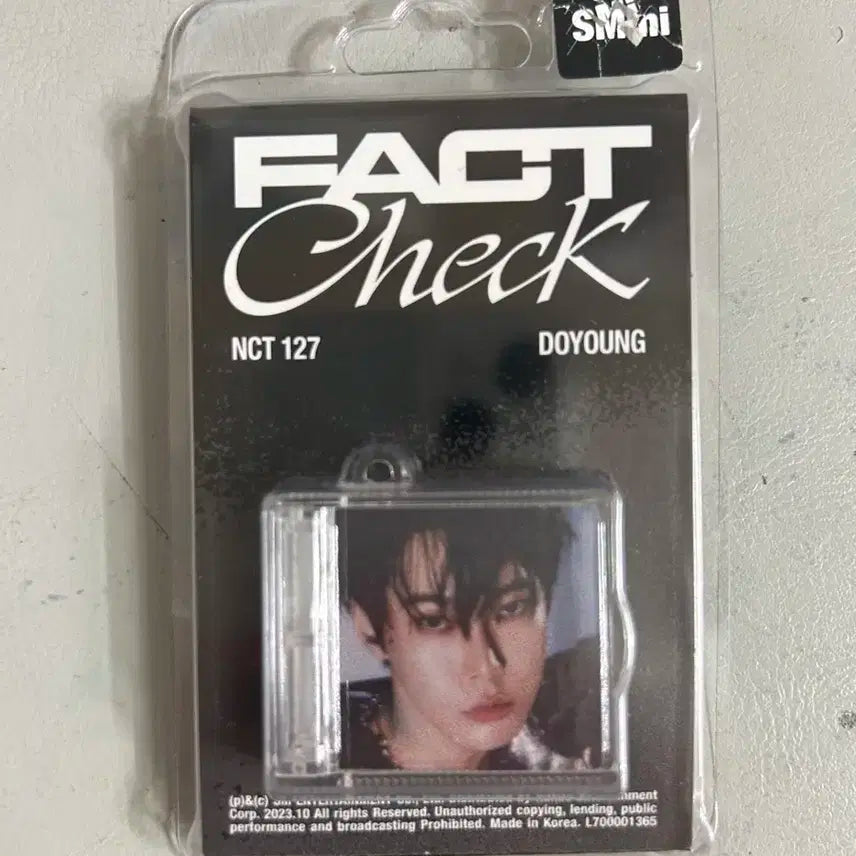 FACT
Check
NCT 127 DOYOUNG
(p)&(c) SM ENTERTAINMENT
Corp. 2023.10 All rights Reserved. Unauthorized copying, lending, public
performance and broadcasting Prohibited. Made in Korea. L700001365